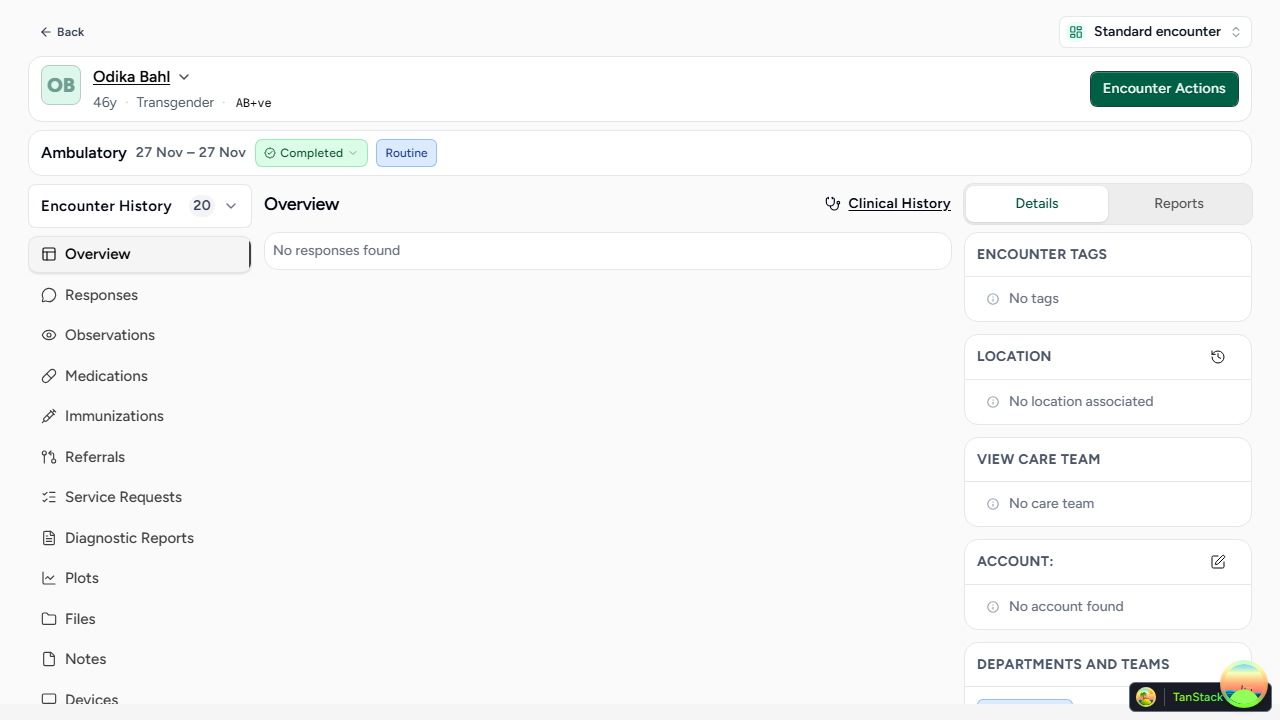 Back
Standard encounter
OB
Odika Bahl
46y · Transgender · AB+ve
Encounter Actions
Ambulatory 27 Nov – 27 Nov Completed Routine
Encounter History 20
Overview
Responses
Observations
Medications
Immunizations
Referrals
Service Requests
Diagnostic Reports
Plots
Files
Notes
Devices
Overview
Clinical History
No responses found
Details
Reports
ENCOUNTER TAGS
No tags
LOCATION
No location associated
VIEW CARE TEAM
No care team
ACCOUNT:
No account found
DEPARTMENTS AND TEAMS
TanStack